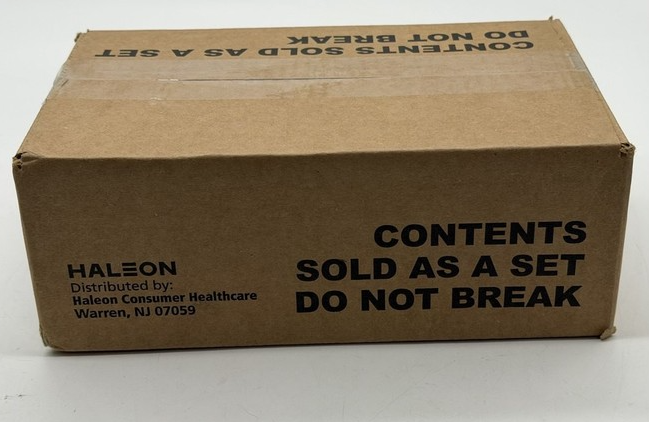 CONTENTS SOLD AS A SET
DO NOT BREAK
HALEON
Distributed by:
Haleon Consumer Healthcare
Warren, NJ 07059
CONTENTS
SOLD AS A SET
DO NOT BREAK